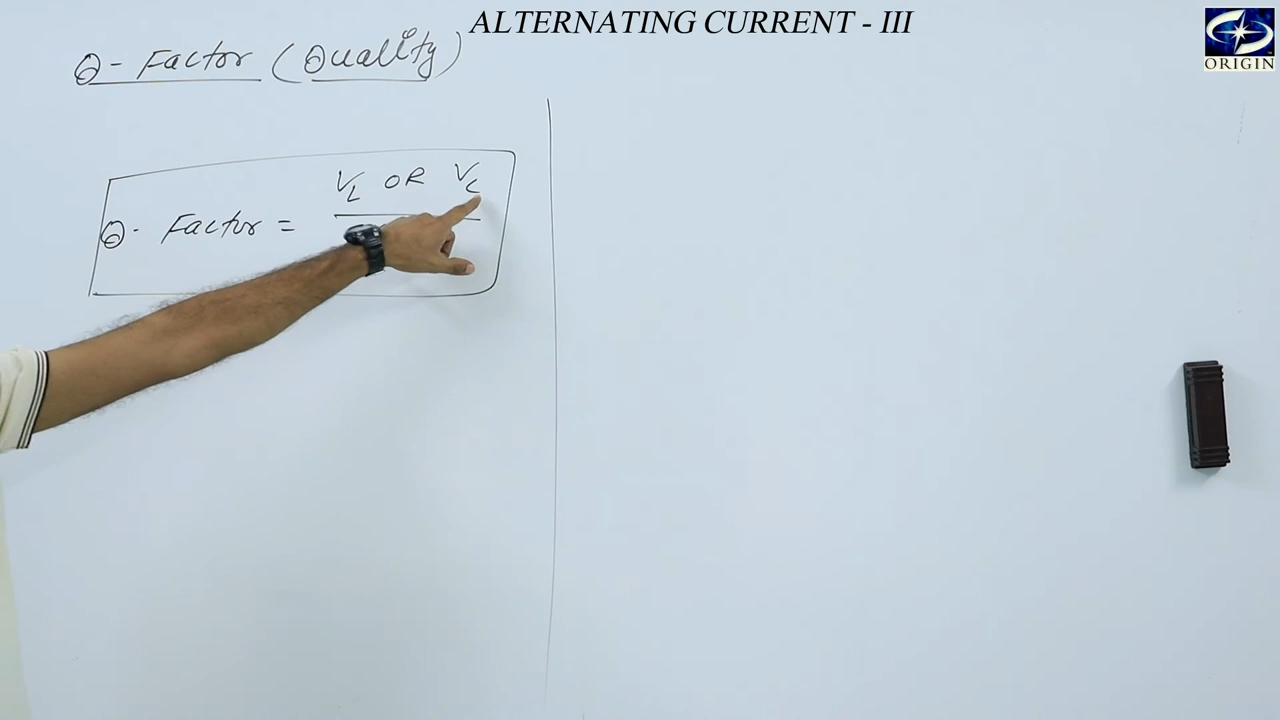 ALTERNATING CURRENT - III
ORIGIN
Q- Factor (Quality)
VL OR VC
Q- Factor =